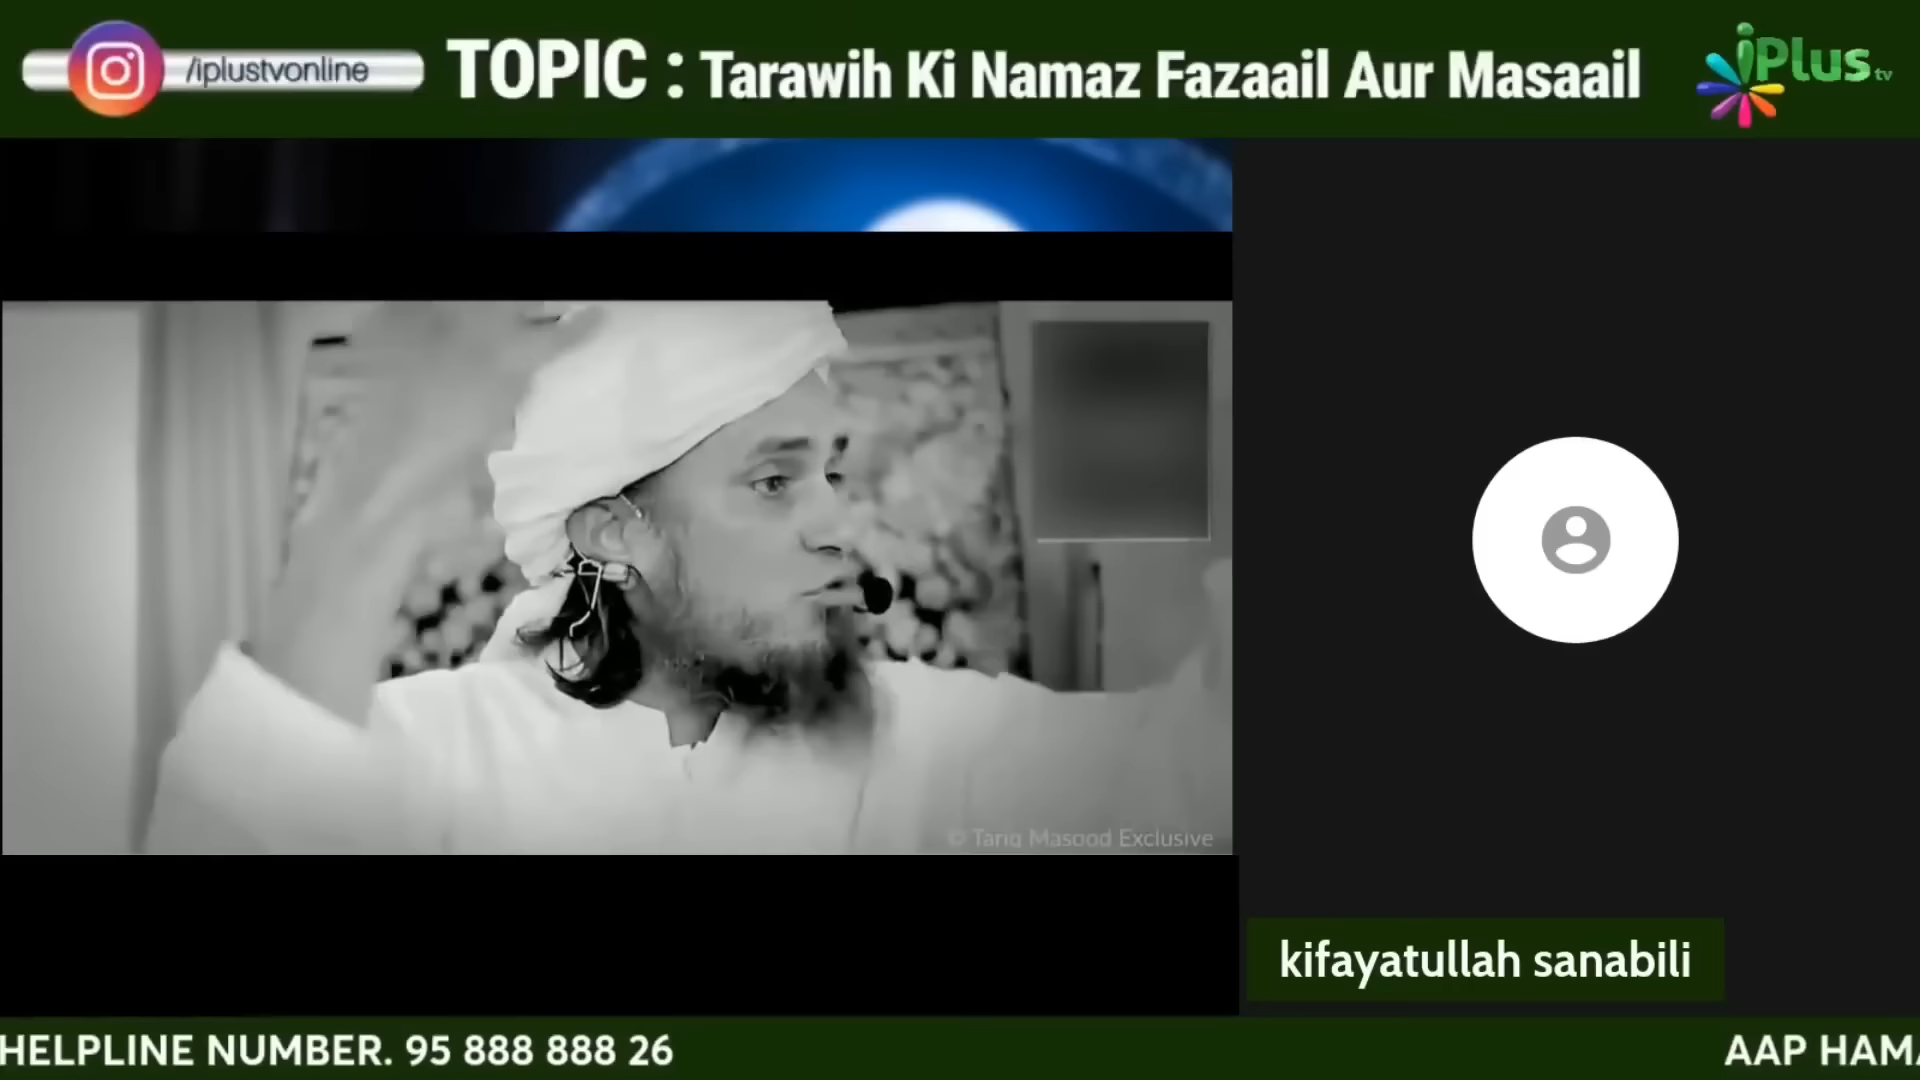 /iplustvonline
TOPIC : Tarawih Ki Namaz Fazaail Aur Masaail
iPlus tv
© Tariq Masood Exclusive
kifayatullah sanabili
HELPLINE NUMBER. 95 888 888 26
AAP HAMA